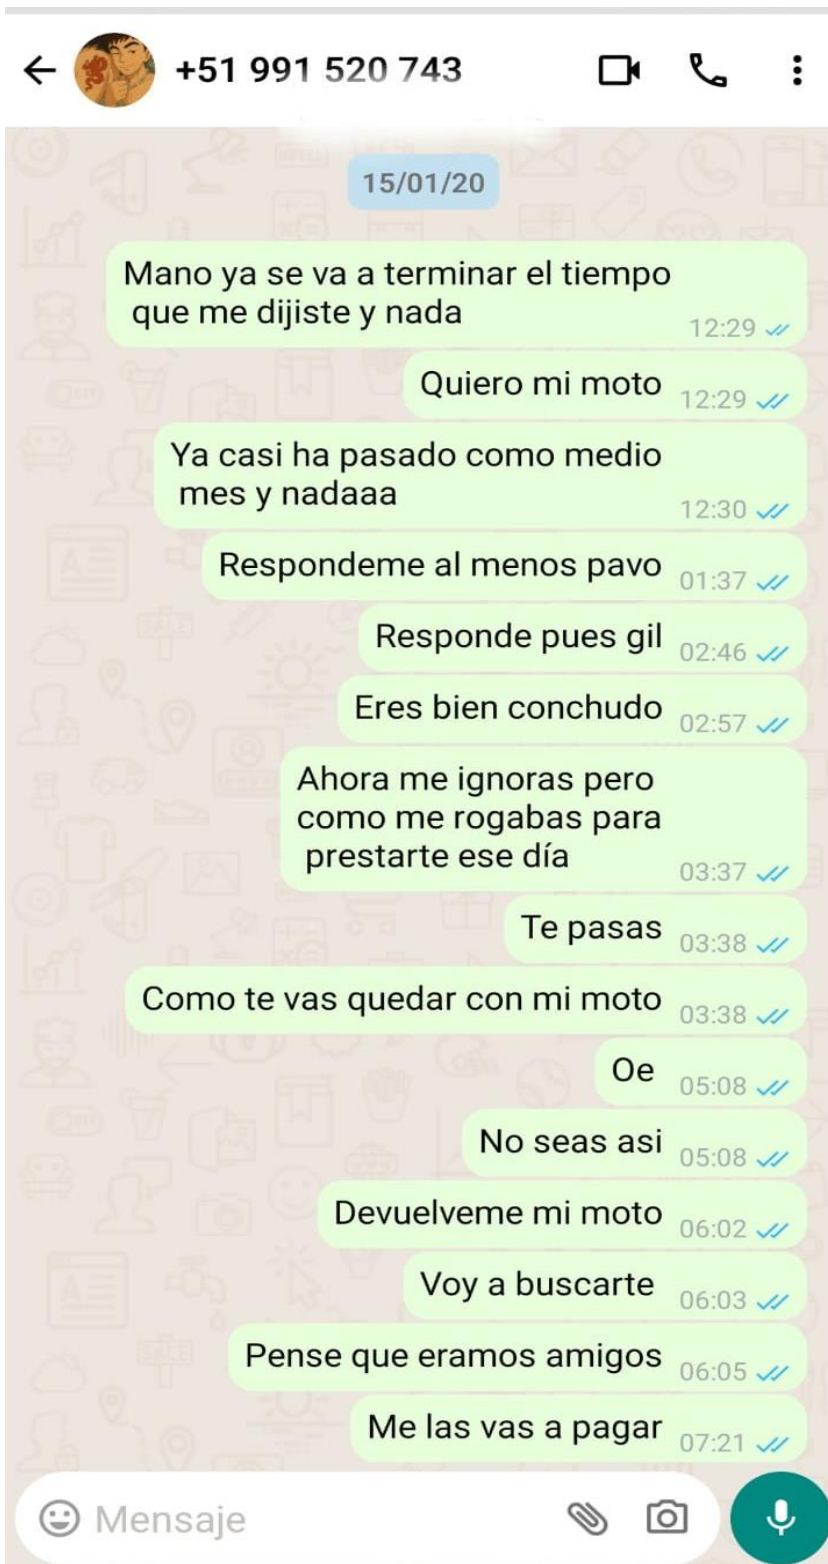 +51 991 520 743
15/01/20
Mano ya se va a terminar el tiempo
que me dijiste y nada
12:29
Quiero mi moto 12:29
Ya casi ha pasado como medio
mes y nadaaa
12:30
Respondeme al menos pavo 01:37
Responde pues gil 02:46
Eres bien conchudo 02:57
Ahora me ignoras pero
como me rogabas para
prestarte ese día
03:37
Te pasas 03:38
Como te vas quedar con mi moto 03:38
Oe 05:08
No seas asi 05:08
Devuelveme mi moto 06:02
Voy a buscarte 06:03
Pense que eramos amigos 06:05
Me las vas a pagar 07:21
Mensaje